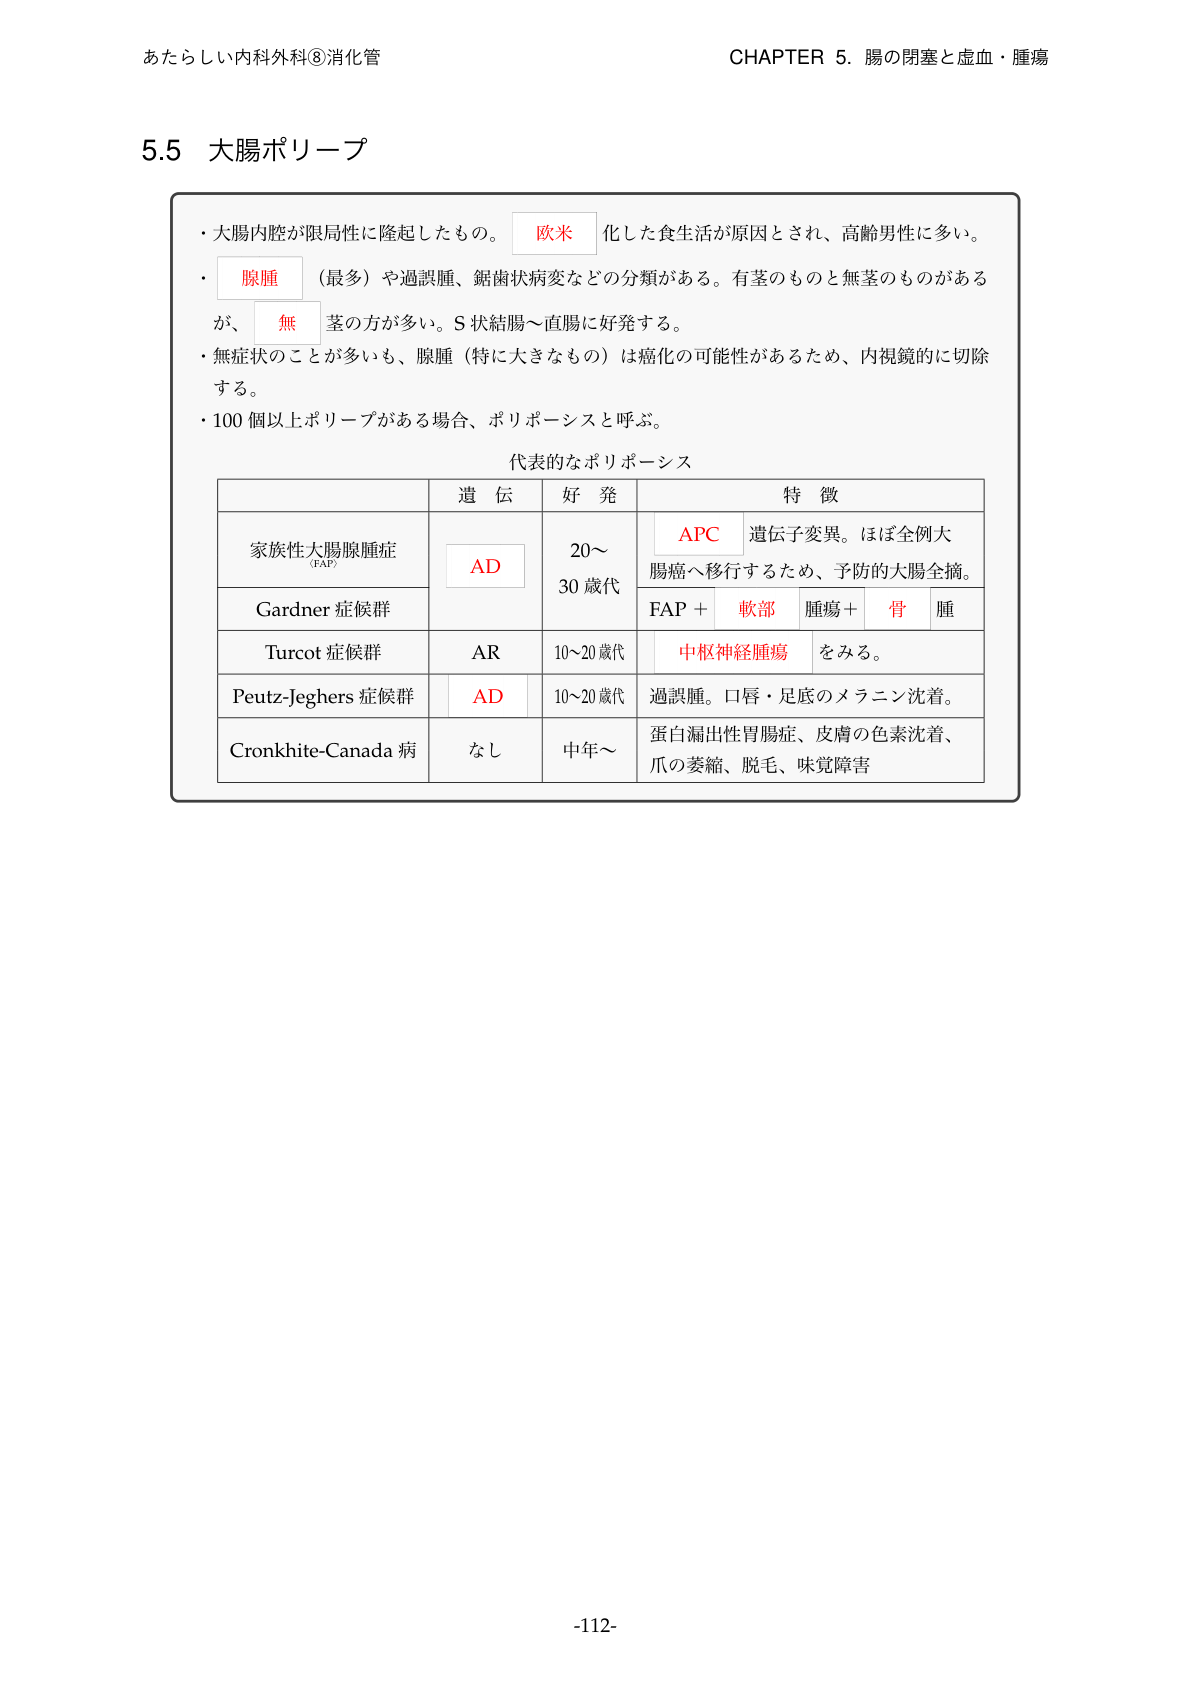 あたらしい内科外科⑧消化管
CHAPTER 5. 腸の閉塞と虚血・腫瘍
5.5 大腸ポリープ
・大腸内腔が限局性に隆起したもの。 欧米 化した食生活が原因とされ、高齢男性に多い。
・ 腺腫 （最多）や過誤腫、鋸歯状病変などの分類がある。有茎のものと無茎のものがある
が、 無 茎の方が多い。S 状結腸〜直腸に好発する。
・無症状のことが多いも、腺腫（特に大きなもの）は癌化の可能性があるため、内視鏡的に切除
する。
・100 個以上ポリープがある場合、ポリポーシスと呼ぶ。
代表的なポリポーシス
遺 伝 好 発 特 徴
家族性大腸腺腫症
〈FAP〉
AD
20〜
30 歳代
APC 遺伝子変異。ほぼ全例大
腸癌へ移行するため、予防的大腸全摘。
Gardner 症候群 FAP + 軟部 腫瘍＋ 骨 腫
Turcot 症候群 AR 10〜20 歳代 中枢神経腫瘍 をみる。
Peutz-Jeghers 症候群 AD 10〜20 歳代 過誤腫。口唇・足底のメラニン沈着。
Cronkhite-Canada 病 なし 中年〜 蛋白漏出性胃腸症、皮膚の色素沈着、
爪の萎縮、脱毛、味覚障害
-112-